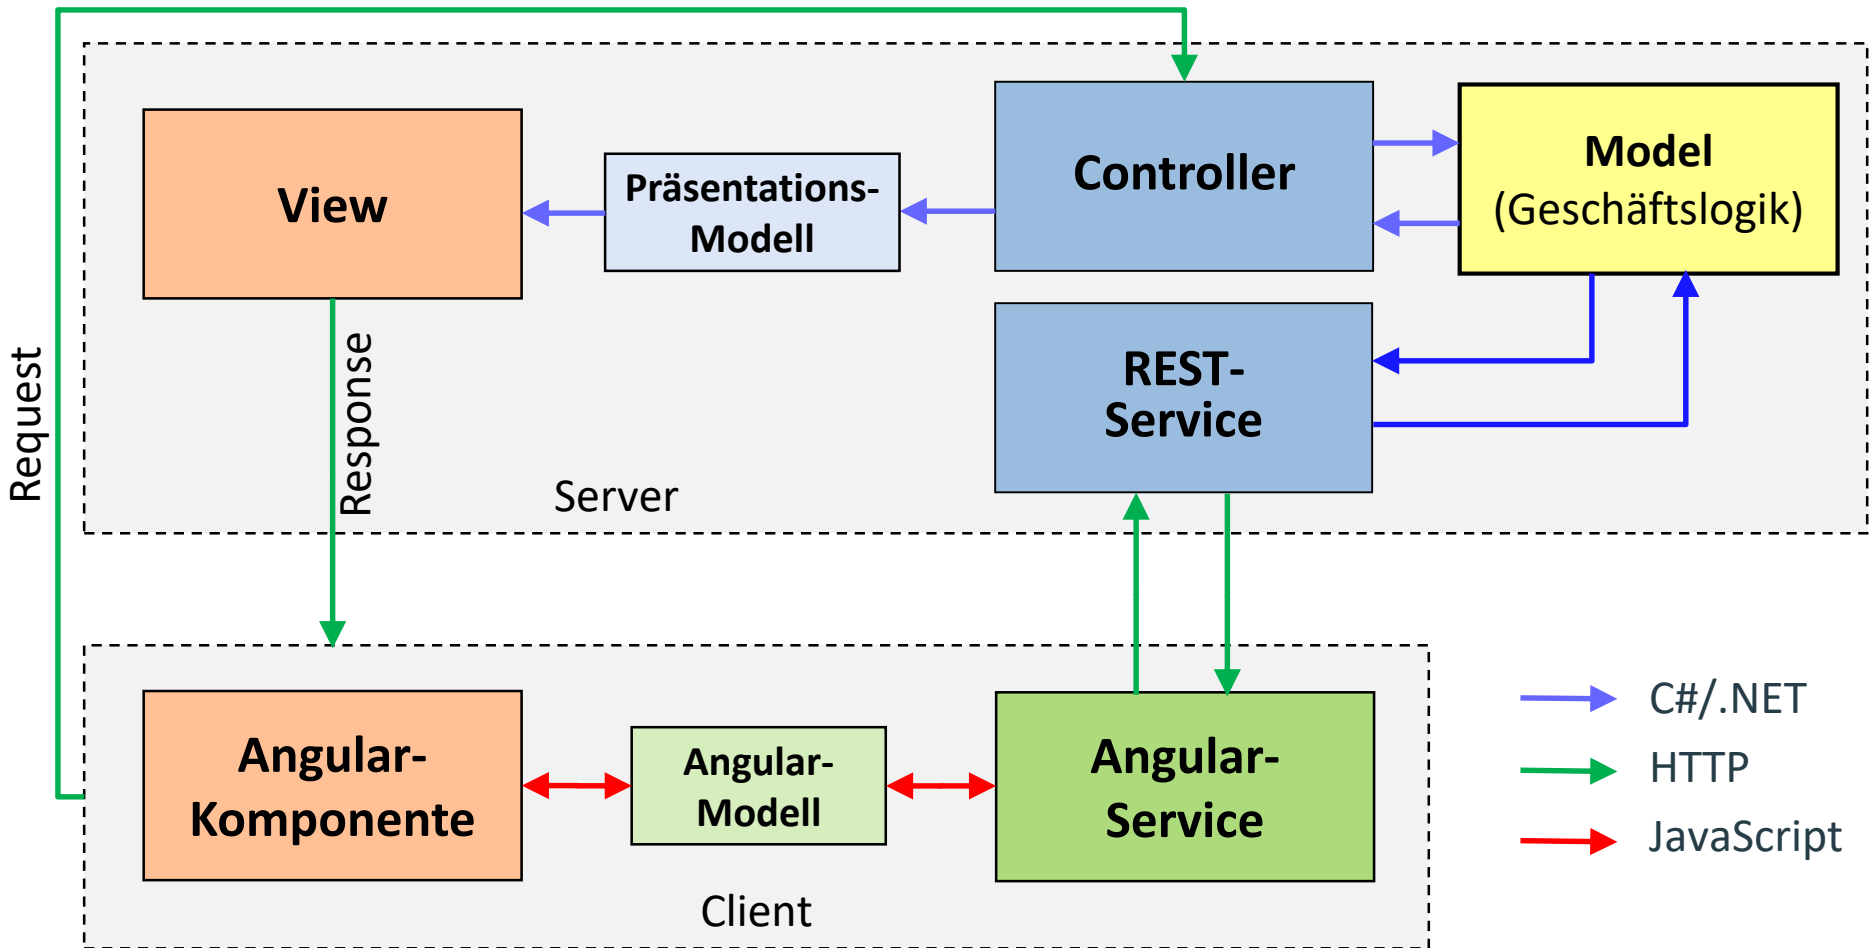 View
Präsentations-
Modell
Controller
Model
(Geschäftslogik)
REST-
Service
Request
Response
Server
Angular-
Komponente
Angular-
Modell
Angular-
Service
Client
C#/.NET
HTTP
JavaScript